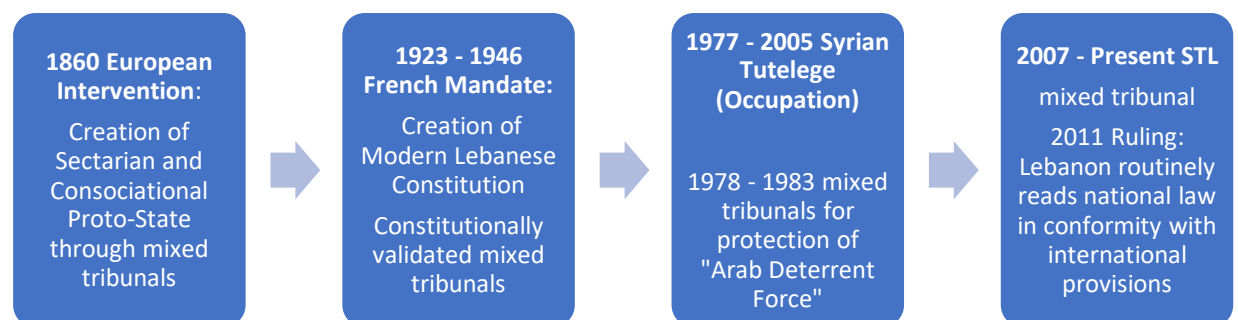 1860 European
Intervention:
Creation of
Sectarian and
Consociational
Proto-State
through mixed
tribunals
1923 - 1946
French Mandate:
Creation of
Modern Lebanese
Constitution
Constitutionally
validated mixed
tribunals
1977 - 2005 Syrian
Tutelege
(Occupation)
1978 - 1983 mixed
tribunals for
protection of
"Arab Deterrent
Force"
2007 - Present STL
mixed tribunal
2011 Ruling:
Lebanon routinely
reads national law
in conformity with
international
provisions